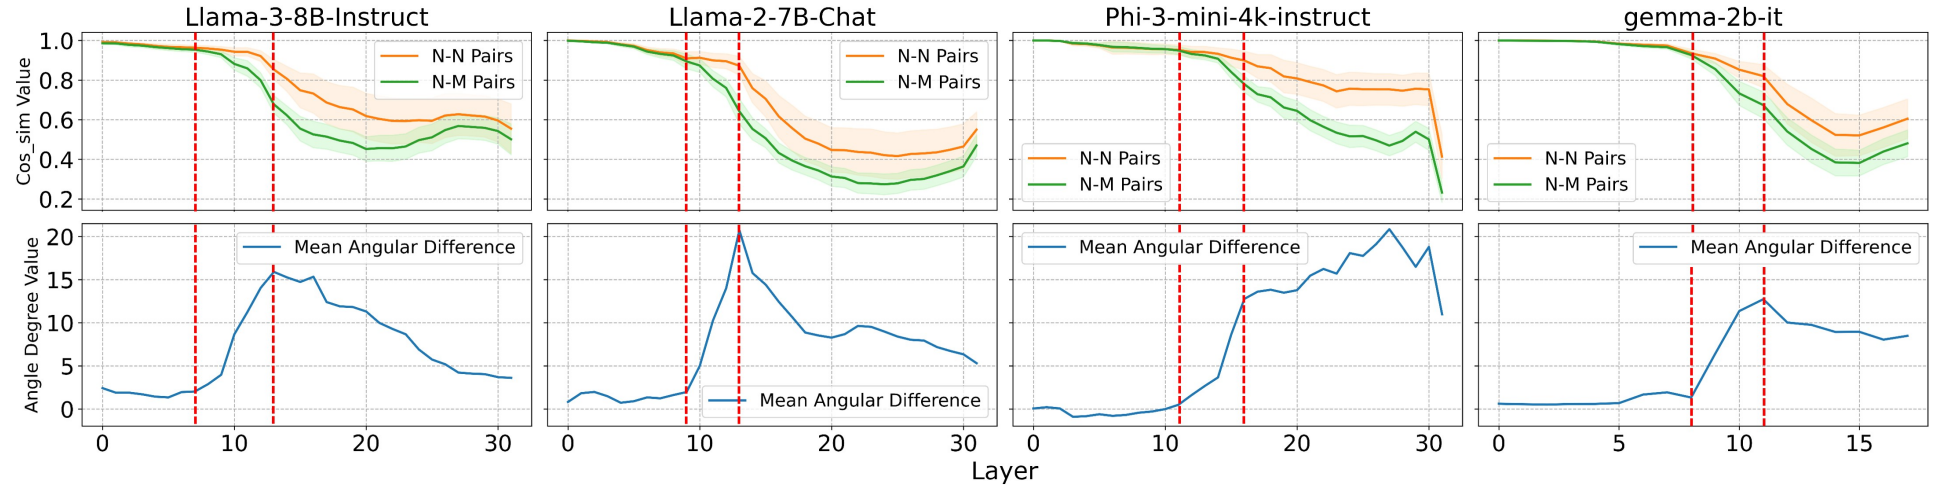 Llama-3-8B-Instruct
Llama-2-7B-Chat
Phi-3-mini-4k-instruct
gemma-2b-it
Cos_sim Value
1.0
0.8
0.6
0.4
0.2
N-N Pairs
N-M Pairs
N-N Pairs
N-M Pairs
N-N Pairs
N-M Pairs
N-N Pairs
N-M Pairs
Angle Degree Value
20
15
10
5
0
Mean Angular Difference
Mean Angular Difference
Mean Angular Difference
Mean Angular Difference
0 10 20 30
0 10 20 30
0 10 20 30
0 5 10 15
Layer